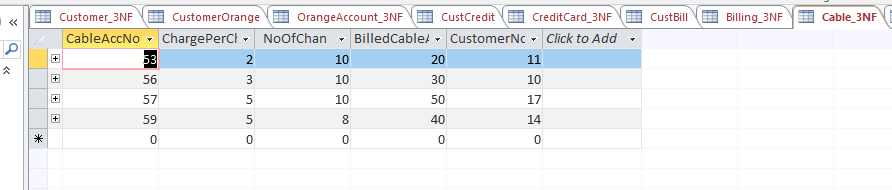 Customer_3NF CustomerOrange OrangeAccount_3NF CustCredit CreditCard_3NF CustBill Billing_3NF Cable_3NF
CableAccNo ChargePerCh NoOfChan BilledCableA CustomerNo Click to Add
53 2 10 20 11
56 3 10 30 10
57 5 10 50 17
59 5 8 40 14
0 0 0 0 0